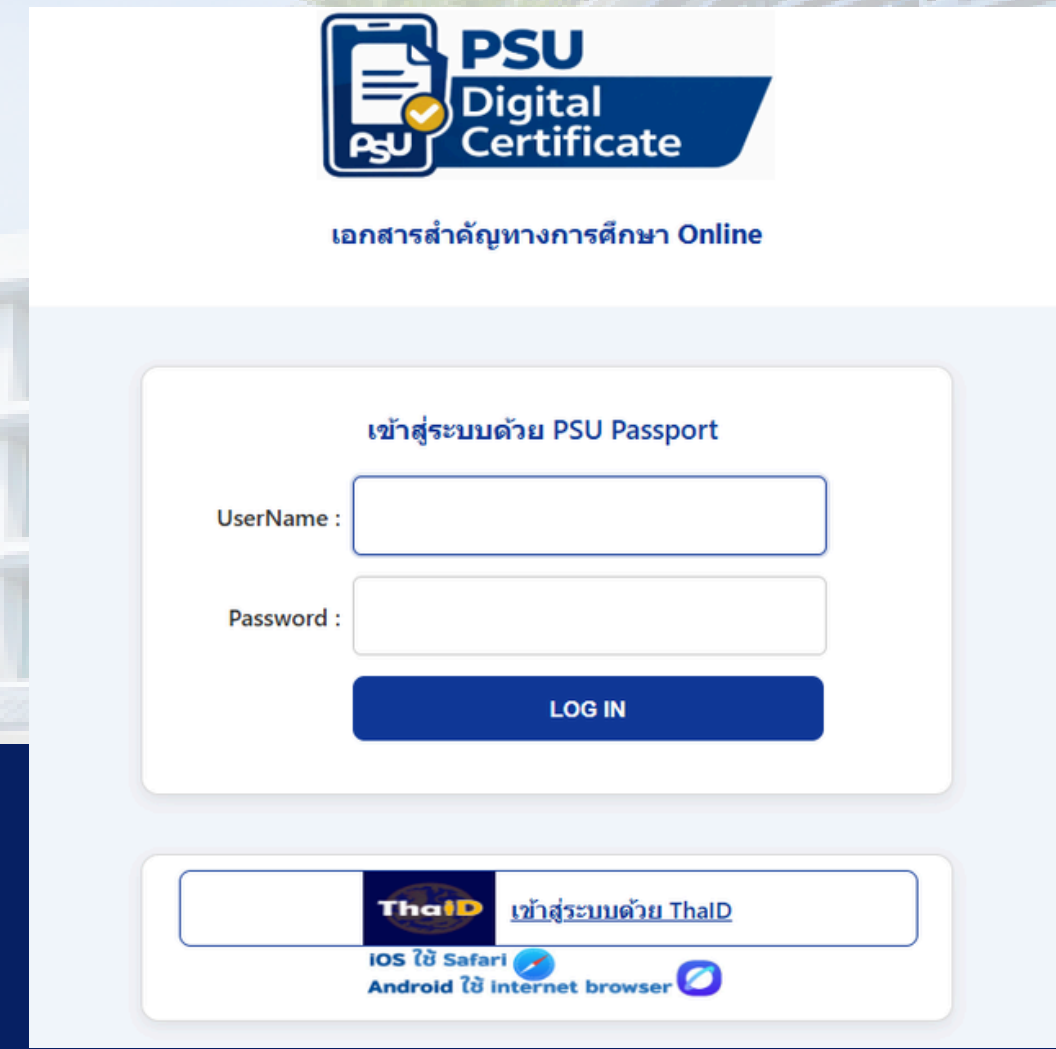 PSU
Digital
Certificate
PSU
เอกสารสำคัญทางการศึกษา Online
เข้าสู่ระบบด้วย PSU Passport
UserName :
Password :
LOG IN
ThaID เข้าสู่ระบบด้วย ThaID
iOS ใช้ Safari
Android ใช้ internet browser